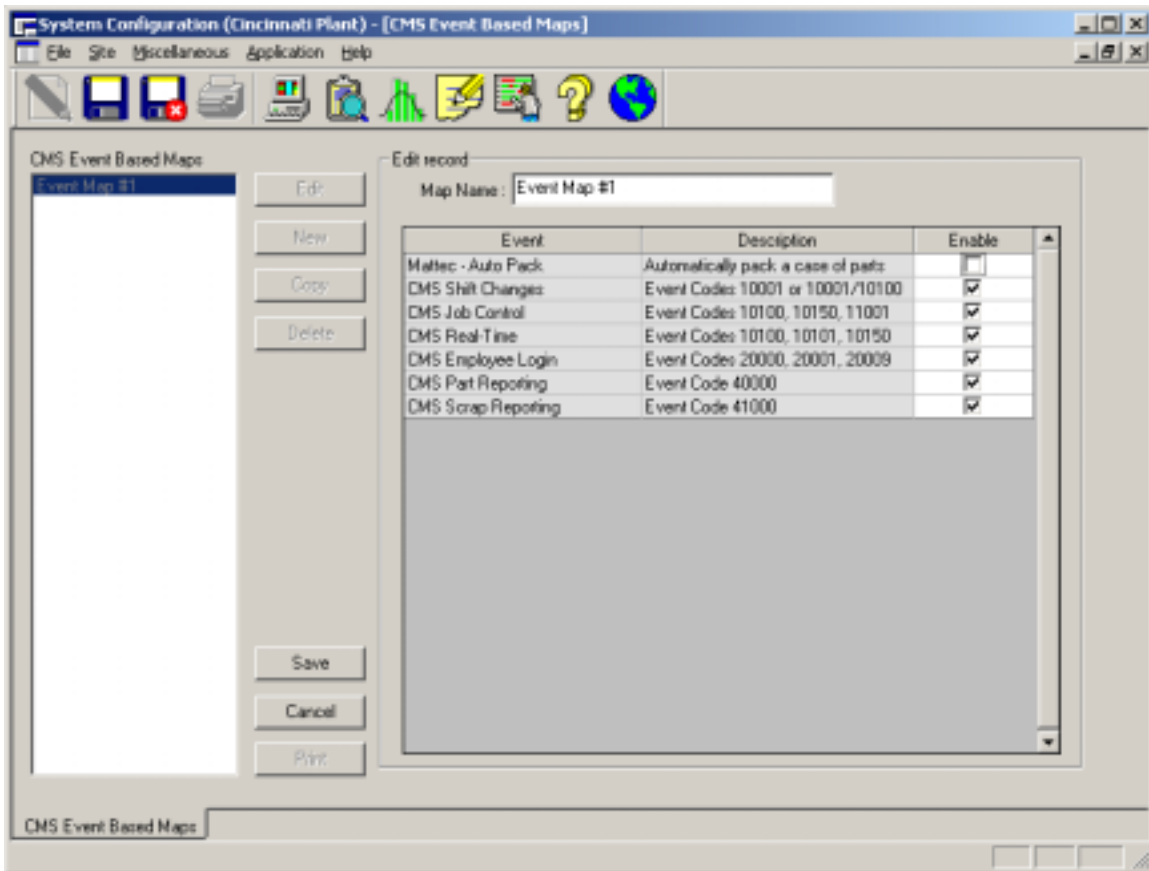 System Configuration (Cincinnati Plant) - [CMS Event Based Maps]
File Site Miscellaneous Application Help
CMS Event Based Maps
Event Map #1
Edit
New
Copy
Delete
Save
Cancel
Print
Edit record
Map Name : Event Map #1
Event Description Enable
Mattec - Auto Pack Automatically pack a case of parts
CMS Shift Changes Event Codes 10001 or 10001/10100
CMS Job Control Event Codes 10100, 10150, 11001
CMS Real-Time Event Codes 10100, 10101, 10150
CMS Employee Login Event Codes 20000, 20001, 20009
CMS Part Reporting Event Code 40000
CMS Scrap Reporting Event Code 41000
CMS Event Based Maps